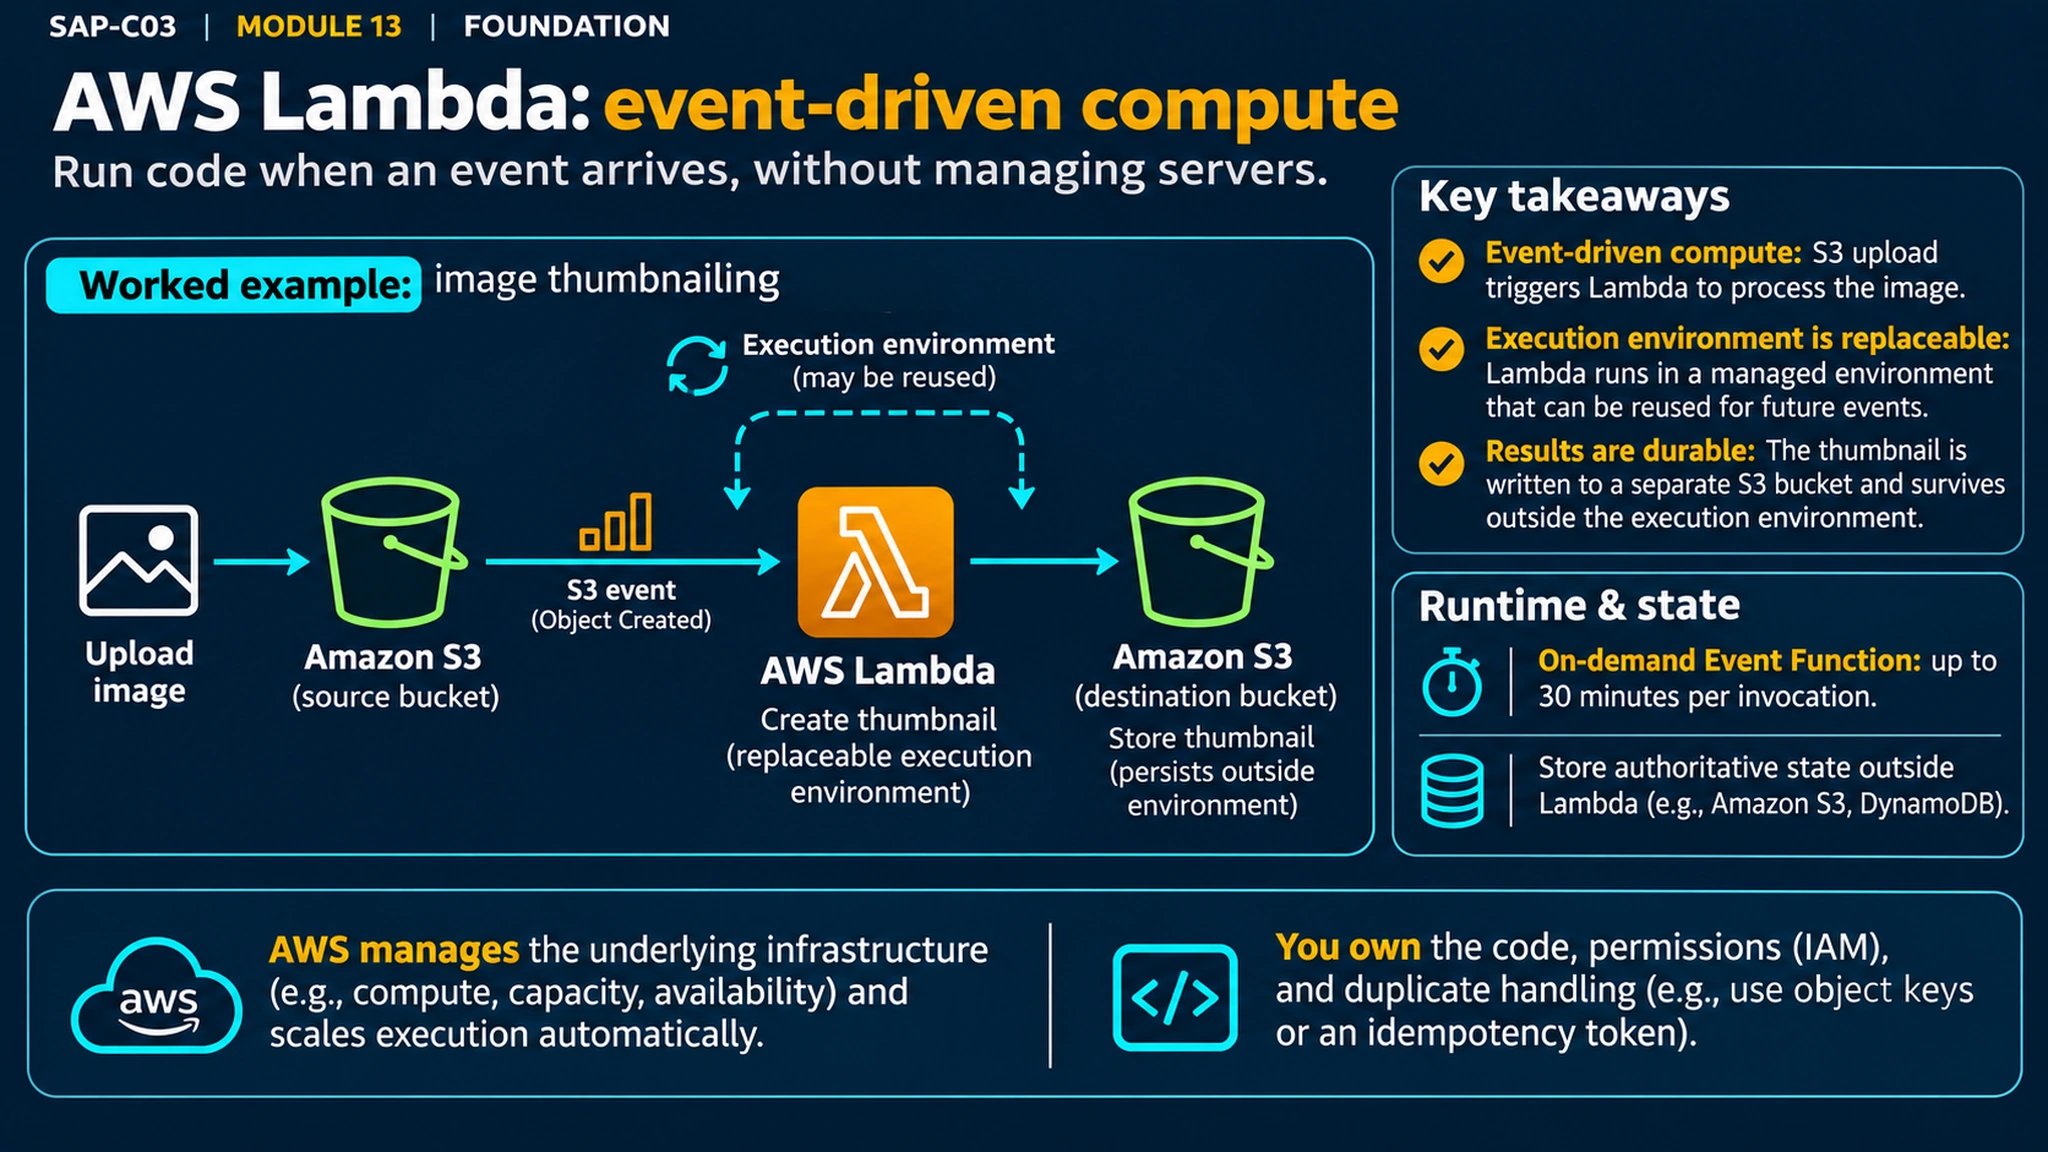 SAP-C03 | MODULE 13 | FOUNDATION
AWS Lambda: event-driven compute
Run code when an event arrives, without managing servers.
Worked example: image thumbnailing
Execution environment
(may be reused)
Upload
image
Amazon S3
(source bucket)
S3 event
(Object Created)
AWS Lambda
Create thumbnail
(replaceable execution
environment)
Amazon S3
(destination bucket)
Store thumbnail
(persists outside
environment)
Key takeaways
Event-driven compute: S3 upload
triggers Lambda to process the image.
Execution environment is replaceable:
Lambda runs in a managed environment
that can be reused for future events.
Results are durable: The thumbnail is
written to a separate S3 bucket and survives
outside the execution environment.
Runtime & state
On-demand Event Function: up to
30 minutes per invocation.
Store authoritative state outside
Lambda (e.g., Amazon S3, DynamoDB).
aws
AWS manages the underlying infrastructure
(e.g., compute, capacity, availability) and
scales execution automatically.
</>
You own the code, permissions (IAM),
and duplicate handling (e.g., use object keys
or an idempotency token).